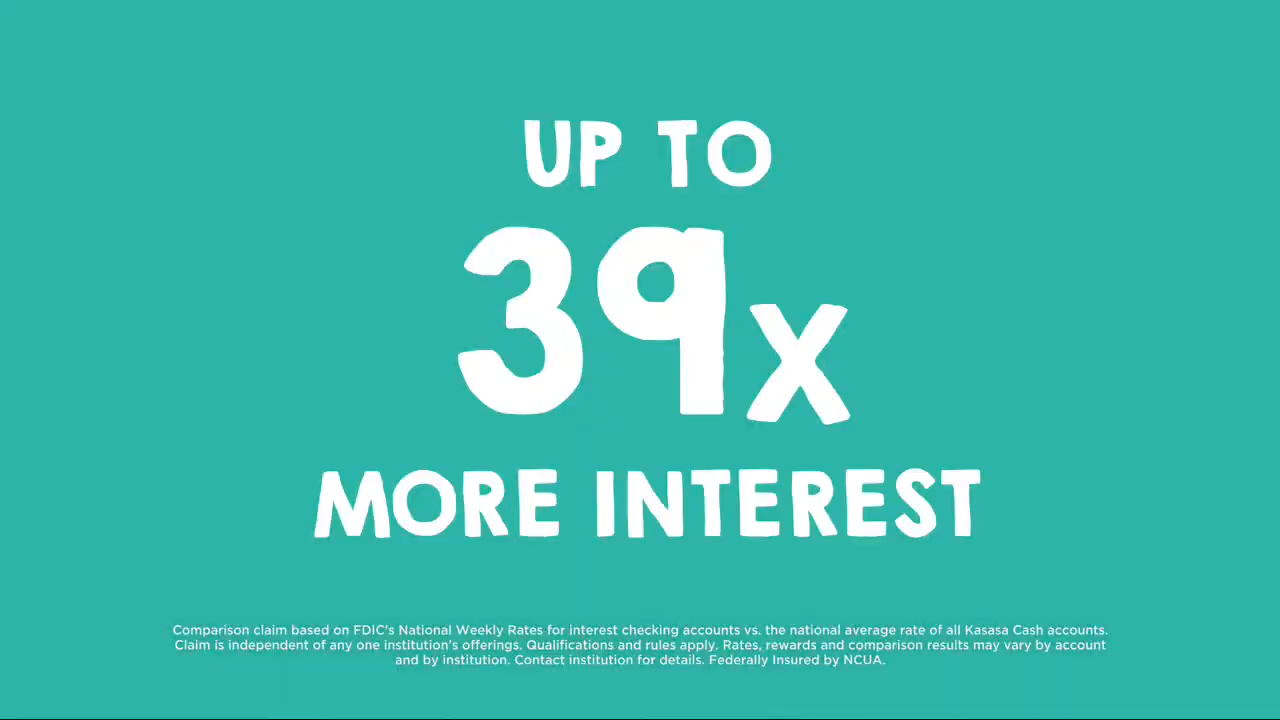 UP TO
39x
MORE INTEREST
Comparison claim based on FDIC's National Weekly Rates for interest checking accounts vs. the national average rate of all Kasasa Cash accounts.
Claim is independent of any one institution's offerings. Qualifications and rules apply. Rates, rewards and comparison results may vary by account
and by institution. Contact institution for details. Federally Insured by NCUA.